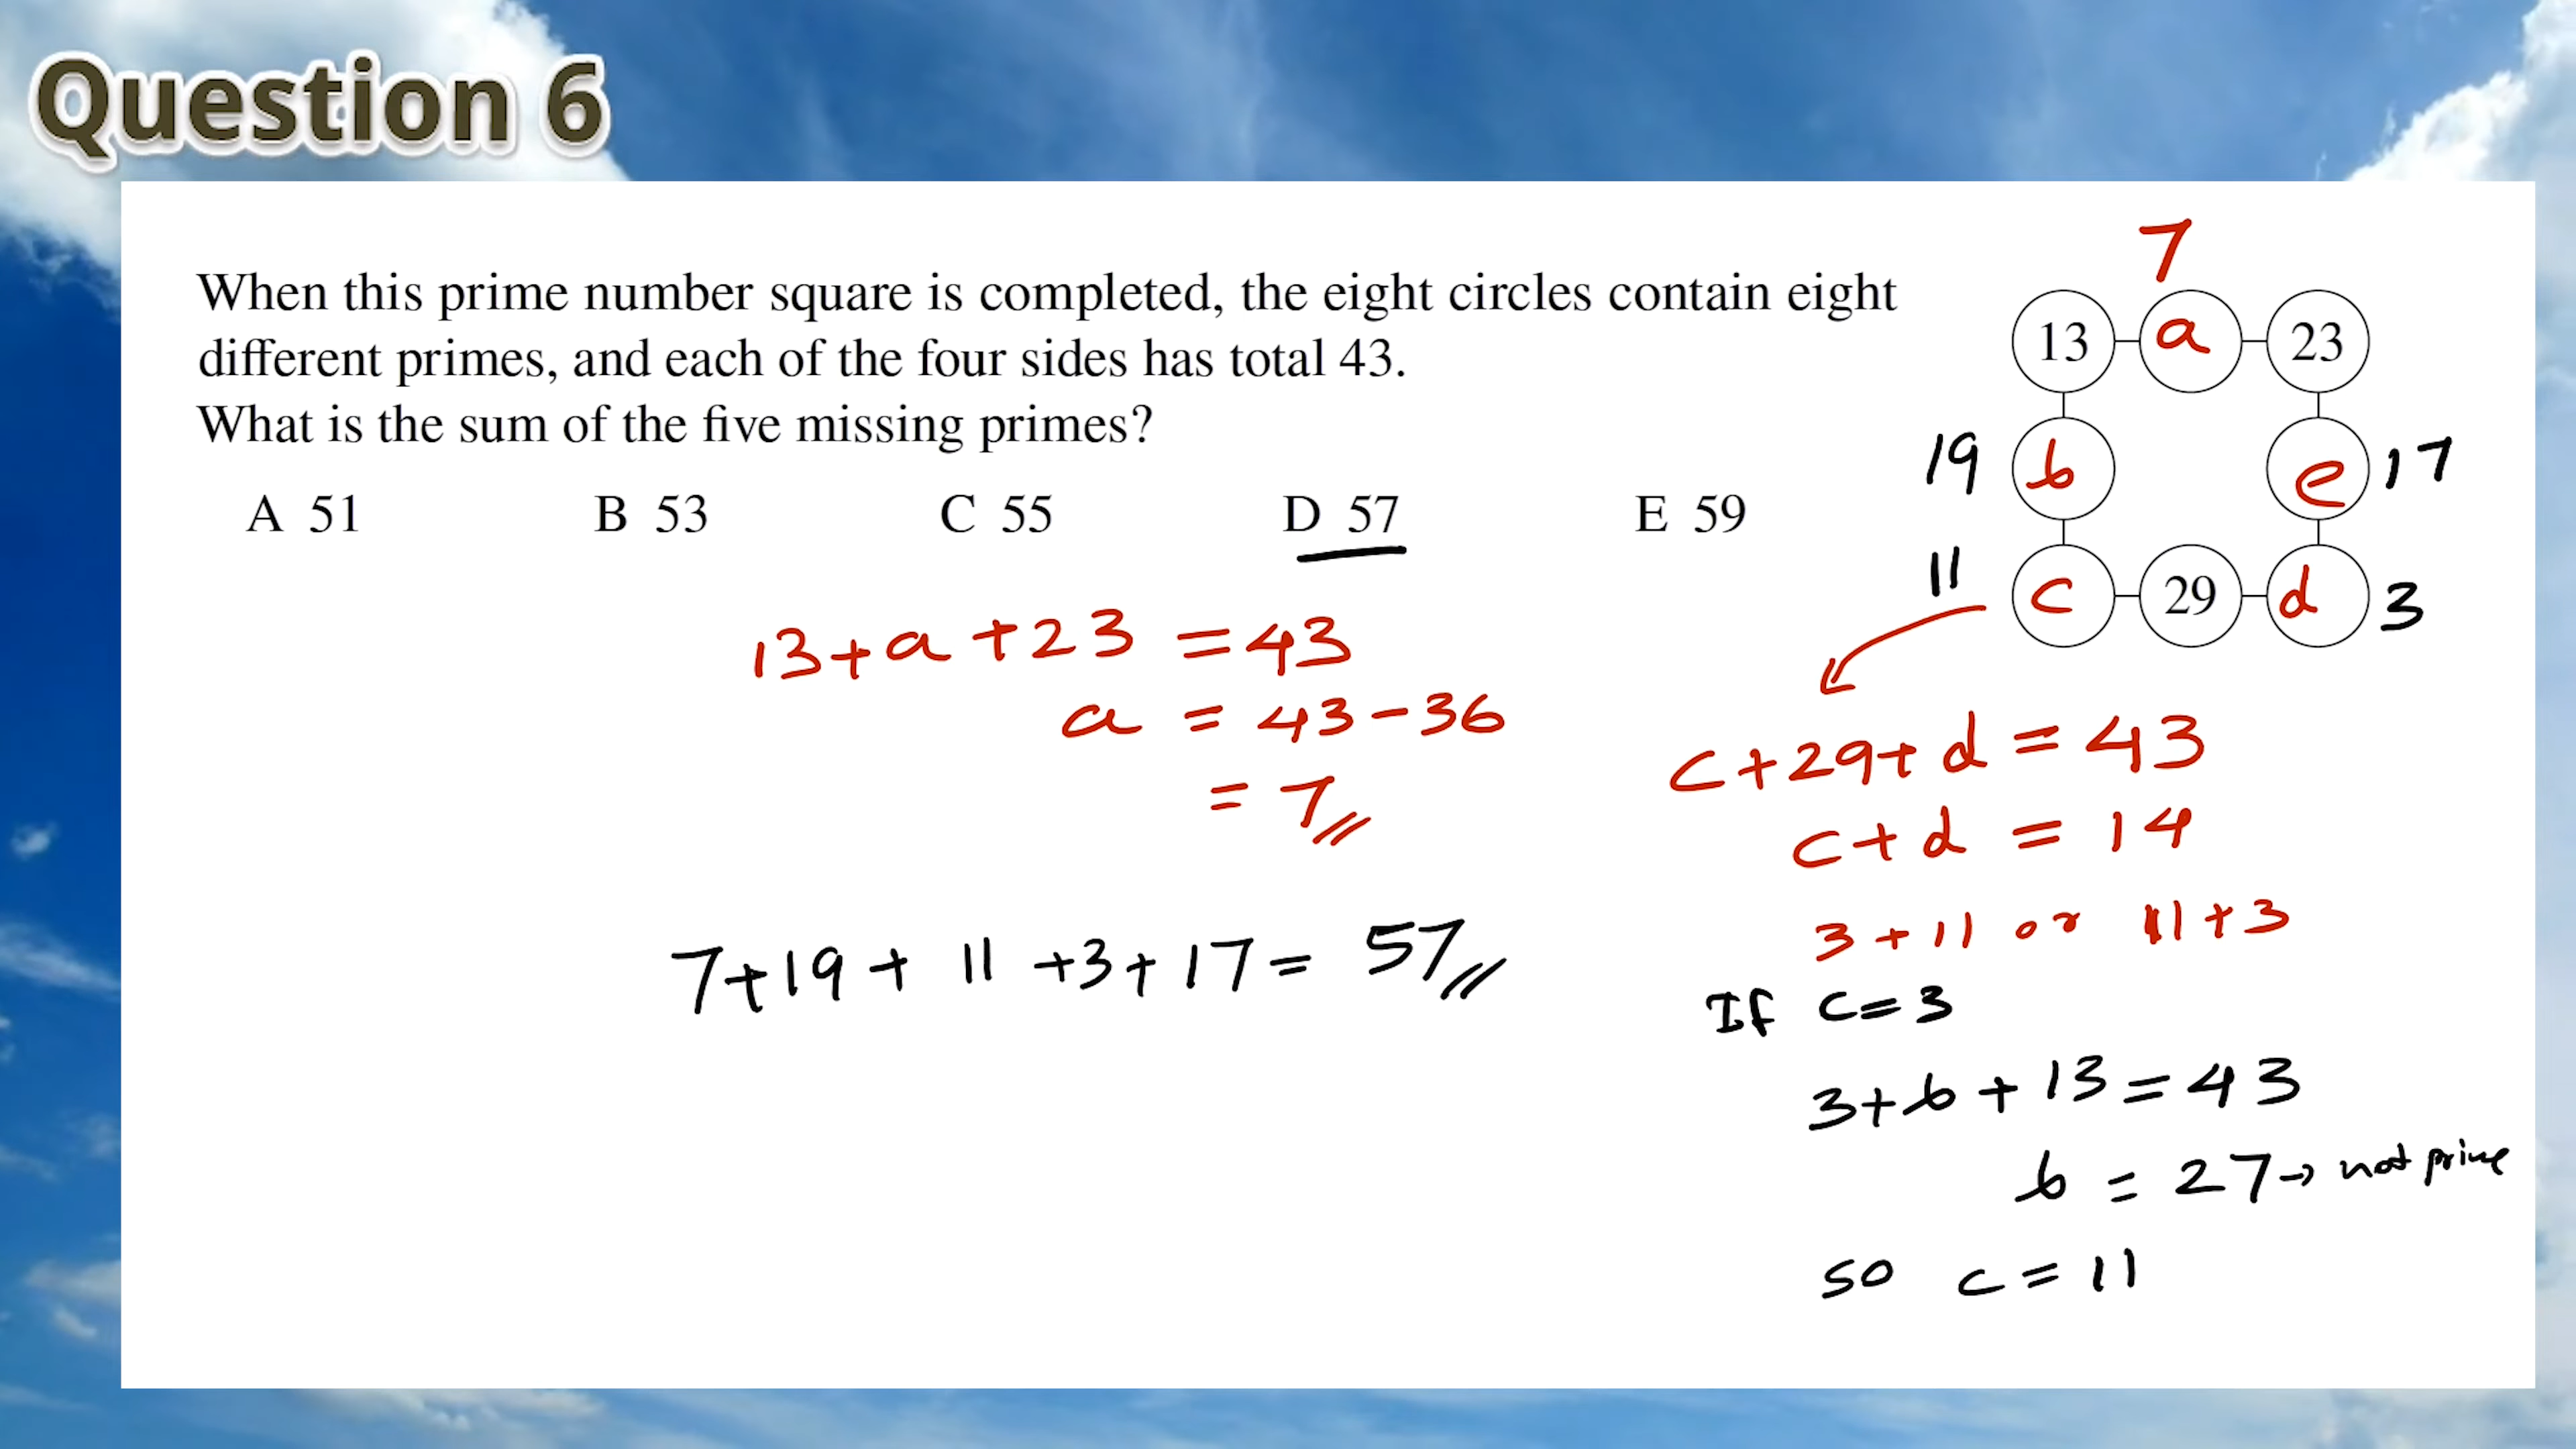 Question 6
When this prime number square is completed, the eight circles contain eight
different primes, and each of the four sides has total 43.
What is the sum of the five missing primes?
A 51 B 53 C 55 D 57 E 59
7
13 a 23
19 b e 17
11 c 29 d 3
13+a+23 = 43
a = 43-36
= 7
7+19+ 11 +3+17= 57
c+29+d = 43
c+d = 14
3+11 or 11+3
If c=3
3+b+13=43
b = 27→ not prime
so c=11